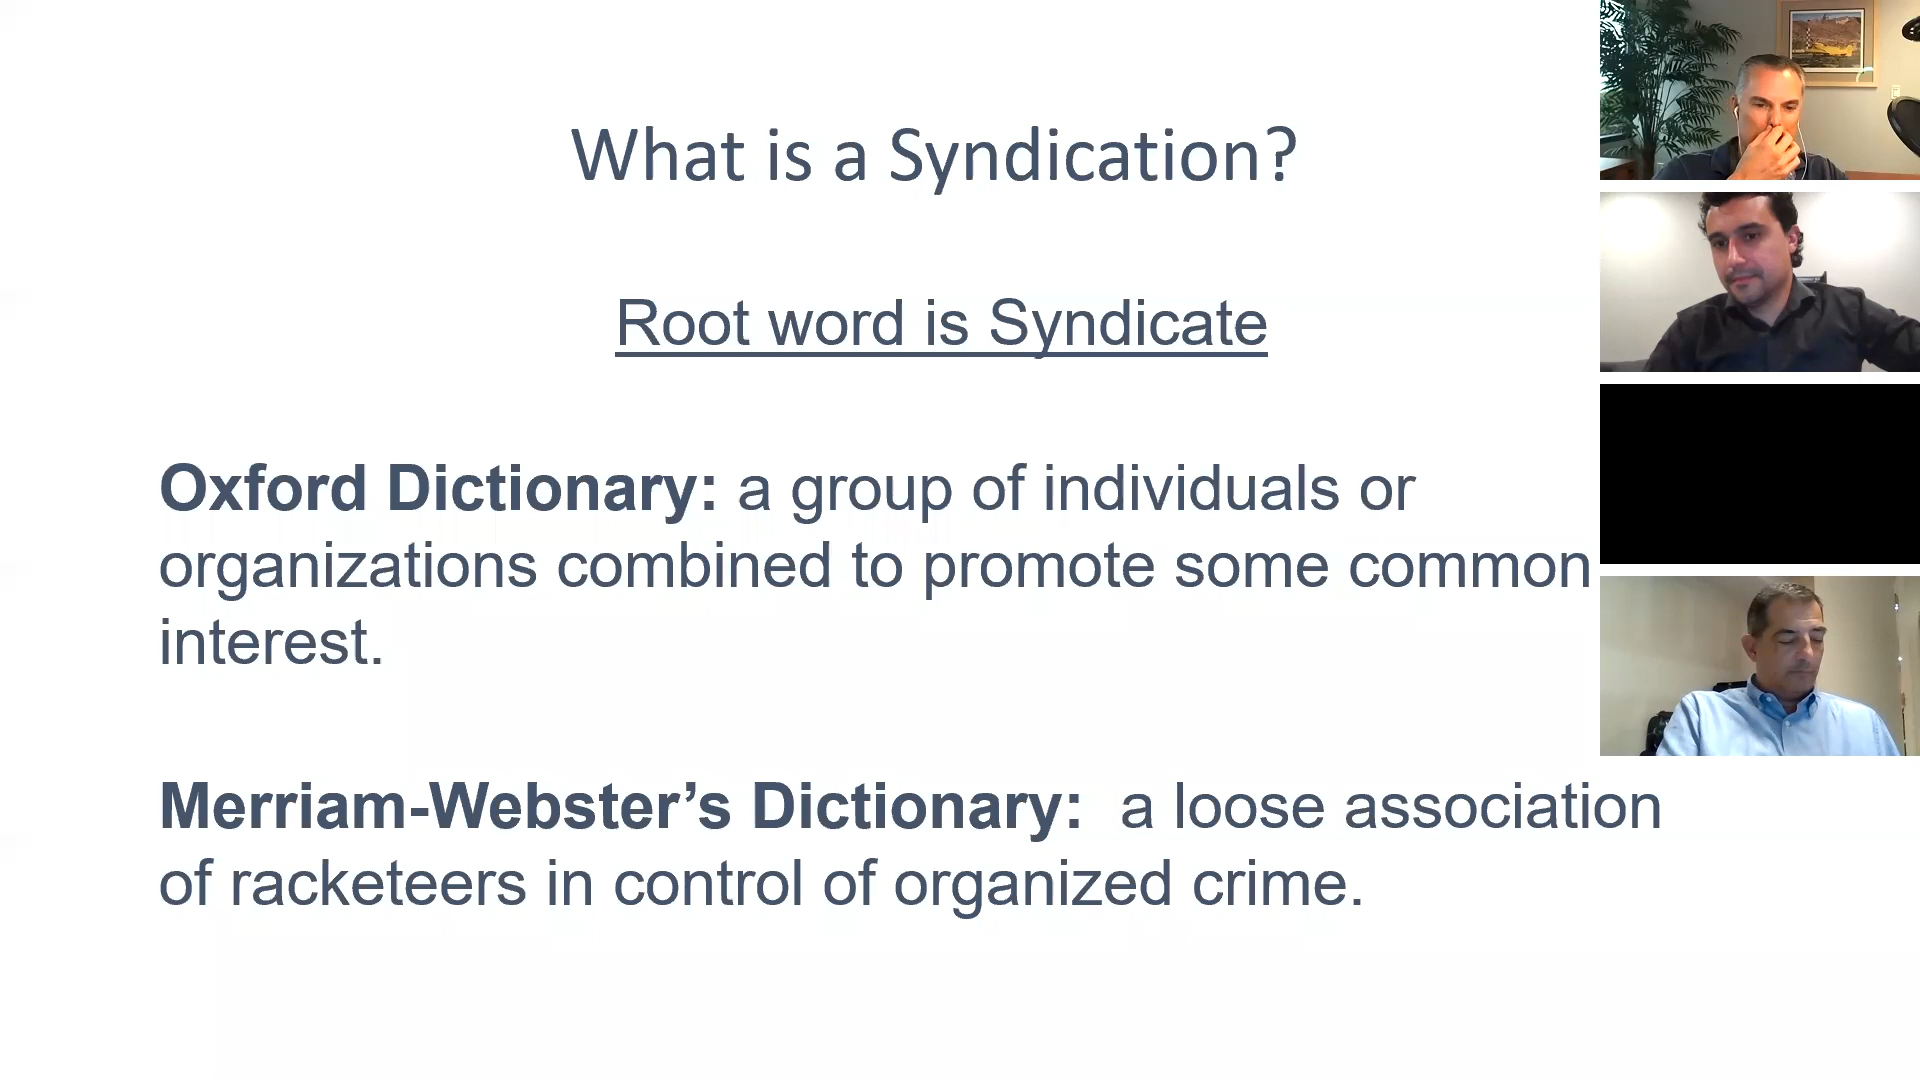 What is a Syndication?
Root word is Syndicate
Oxford Dictionary: a group of individuals or
organizations combined to promote some common
interest.
Merriam-Webster’s Dictionary:  a loose association
of racketeers in control of organized crime.